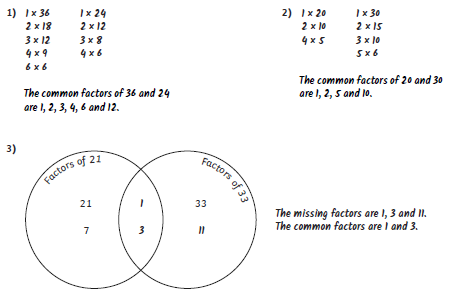 1) 1 x 36 1 x 24
2 x 18 2 x 12
3 x 12 3 x 8
4 x 9 4 x 6
6 x 6
The common factors of 36 and 24
are 1, 2, 3, 4, 6 and 12.
2) 1 x 20 1 x 30
2 x 10 2 x 15
4 x 5 3 x 10
5 x 6
The common factors of 20 and 30
are 1, 2, 5 and 10.
3)
Factors of 21
Factors of 33
21 1 33
7 3 11
The missing factors are 1, 3 and 11.
The common factors are 1 and 3.